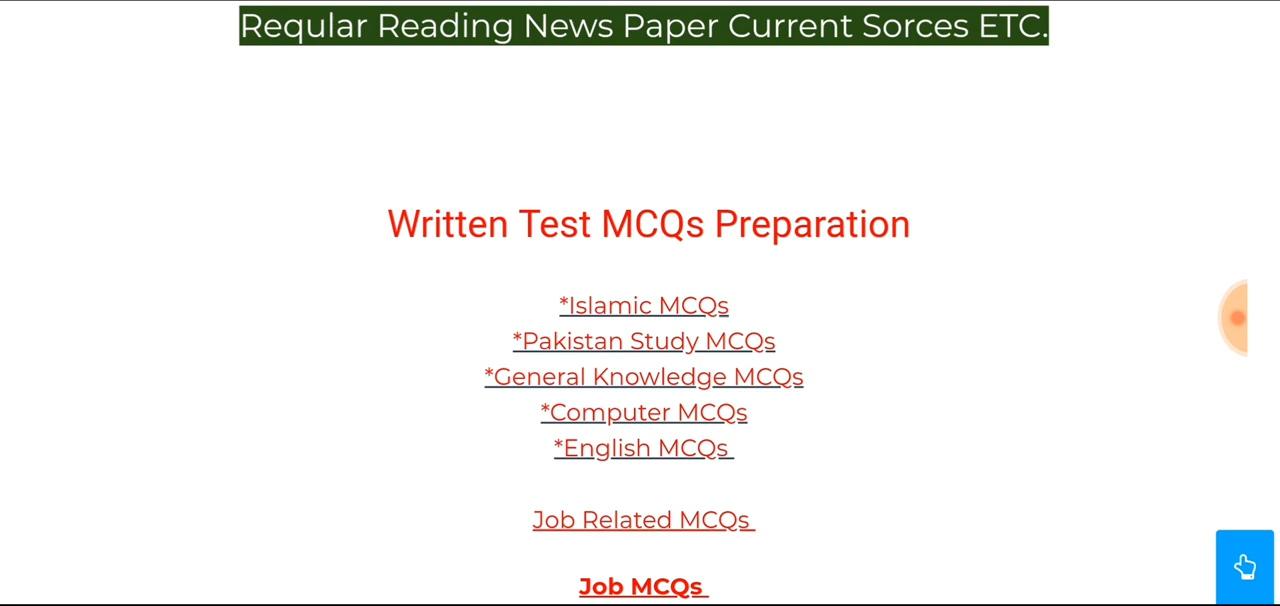 Reqular Reading News Paper Current Sorces ETC.
Written Test MCQs Preparation
*Islamic MCQs
*Pakistan Study MCQs
*General Knowledge MCQs
*Computer MCQs
*English MCQs
Job Related MCQs
Job MCQs